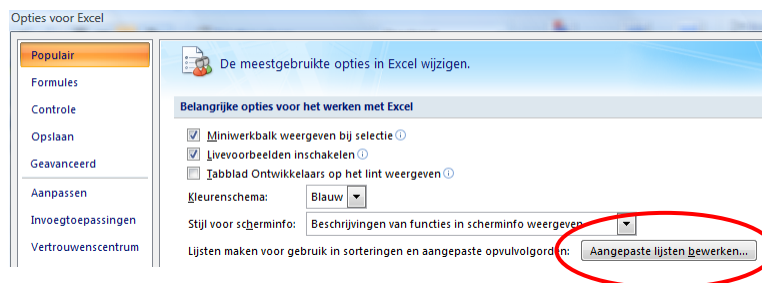 Opties voor Excel
Populair
Formules
Controle
Opslaan
Geavanceerd
Aanpassen
Invoegtoepassingen
Vertrouwenscentrum
De meestgebruikte opties in Excel wijzigen.
Belangrijke opties voor het werken met Excel
Miniwerkbalk weergeven bij selectie
Livevoorbeelden inschakelen
Tabblad Ontwikkelaars op het lint weergeven
Kleurenschema: Blauw
Stijl voor scherminfo: Beschrijvingen van functies in scherminfo weergeven
Lijsten maken voor gebruik in sorteringen en aangepaste opvulvolgorden: Aangepaste lijsten bewerken...